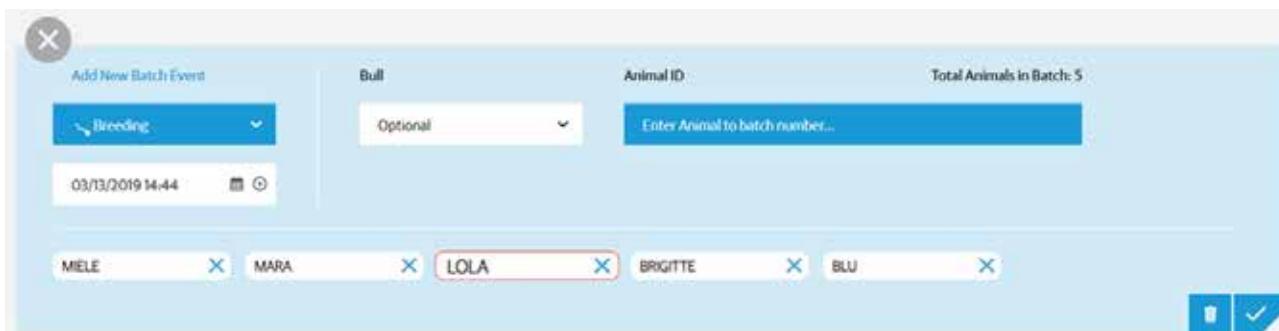 Add New Batch Event
Bull
Animal ID
Total Animals in Batch: 5
Breeding
Optional
Enter Animal to batch number...
03/13/2019 14:44
MIELE
MARA
LOLA
BRIGITTE
BLU